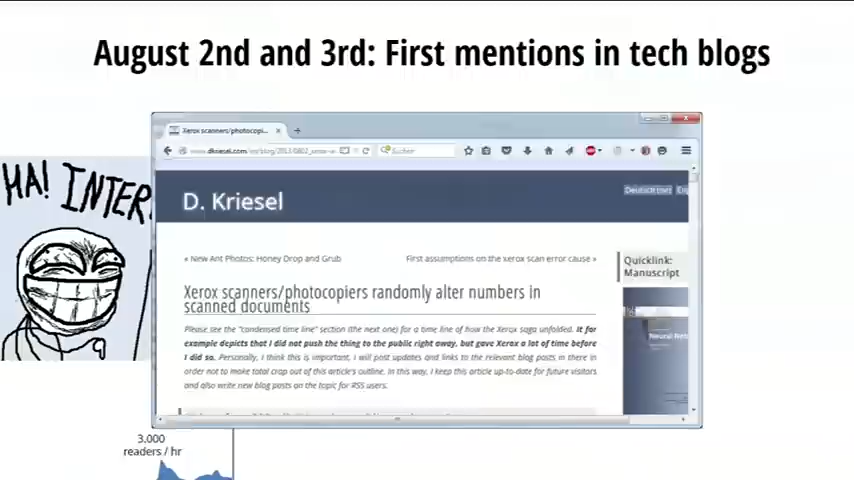 August 2nd and 3rd: First mentions in tech blogs
Xerox scanners/photocopi...
Suchen
HA! INTER
D. Kriesel
Deutsch
« New Ant Photos: Honey Drop and Grub
First assumptions on the xerox scan error cause »
Quicklink:
Manuscript
Xerox scanners/photocopiers randomly alter numbers in
scanned documents
Please see the "condensed time line" section (the next one) for a time line of how the Xerox saga unfolded. It for
example depicts that I did not push the thing to the public right away, but gave Xerox a lot of time before
I did so. Personally, I think this is important. I will post updates and links to the relevant blog posts in there in
order not to make total crap out of this article's outline. In this way, I keep this article up-to-date for future visitors
and also write new blog posts on the topic for RSS users.
Neural Net
3.000
readers / hr